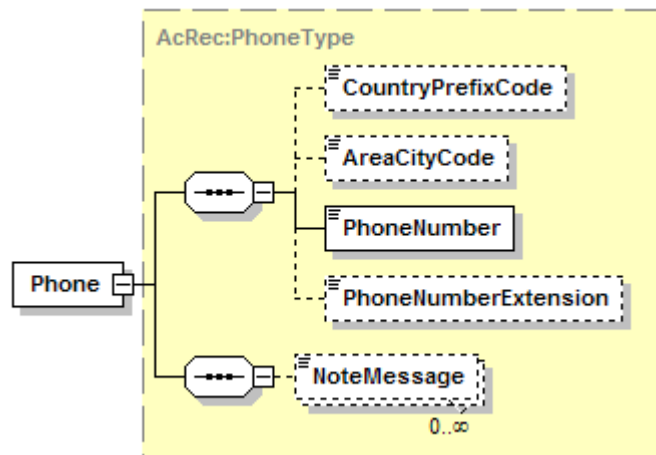 AcRec:PhoneType
CountryPrefixCode
AreaCityCode
PhoneNumber
Phone
PhoneNumberExtension
NoteMessage
0..∞